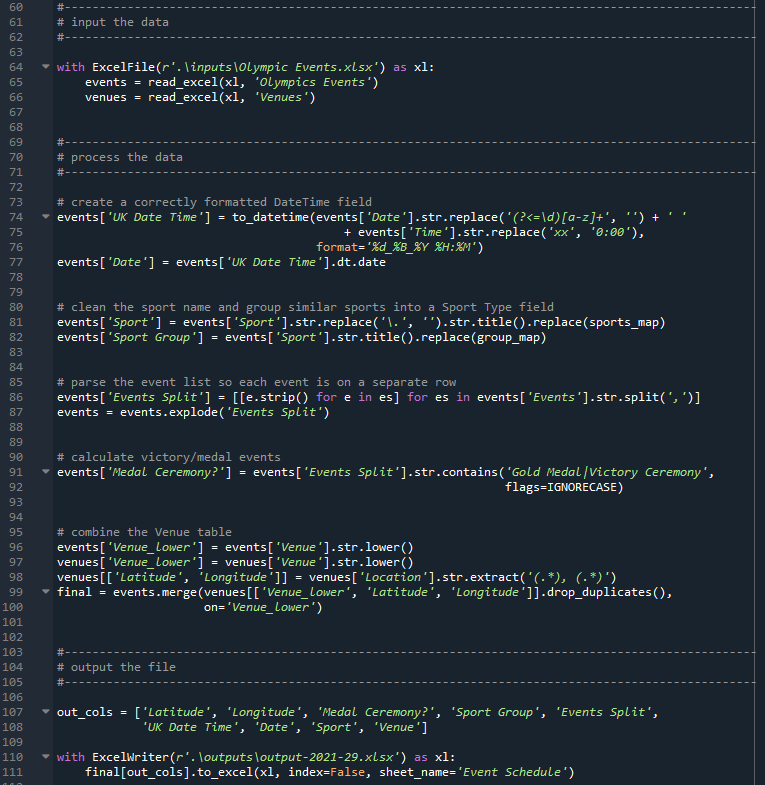 60 #---------------------------------------------------------------------------------------------------
61 # input the data
62 #---------------------------------------------------------------------------------------------------
63
64 with ExcelFile(r'.\inputs\Olympic Events.xlsx') as xl:
65     events = read_excel(xl, 'Olympics Events')
66     venues = read_excel(xl, 'Venues')
67
68
69 #---------------------------------------------------------------------------------------------------
70 # process the data
71 #---------------------------------------------------------------------------------------------------
72
73 # create a correctly formatted DateTime field
74 events['UK Date Time'] = to_datetime(events['Date'].str.replace('(?<=\d)[a-z]+', '') + ' '
75                                          + events['Time'].str.replace('xx', '0:00'),
76                                      format='%d_%B_%Y %H:%M')
77 events['Date'] = events['UK Date Time'].dt.date
78
79
80 # clean the sport name and group similar sports into a Sport Type field
81 events['Sport'] = events['Sport'].str.replace('\.', '').str.title().replace(sports_map)
82 events['Sport Group'] = events['Sport'].str.title().replace(group_map)
83
84
85 # parse the event list so each event is on a separate row
86 events['Events Split'] = [[e.strip() for e in es] for es in events['Events'].str.split(',')]
87 events = events.explode('Events Split')
88
89
90 # calculate victory/medal events
91 events['Medal Ceremony?'] = events['Events Split'].str.contains('Gold Medal|Victory Ceremony',
92                                                                 flags=IGNORECASE)
93
94
95 # combine the Venue table
96 events['Venue_lower'] = events['Venue'].str.lower()
97 venues['Venue_lower'] = venues['Venue'].str.lower()
98 venues[['Latitude', 'Longitude']] = venues['Location'].str.extract('(.*), (.*)')
99 final = events.merge(venues[['Venue_lower', 'Latitude', 'Longitude']].drop_duplicates(),
100                      on='Venue_lower')
101
102
103 #---------------------------------------------------------------------------------------------------
104 # output the file
105 #---------------------------------------------------------------------------------------------------
106
107 out_cols = ['Latitude', 'Longitude', 'Medal Ceremony?', 'Sport Group', 'Events Split',
108             'UK Date Time', 'Date', 'Sport', 'Venue']
109
110 with ExcelWriter(r'.\outputs\output-2021-29.xlsx') as xl:
111     final[out_cols].to_excel(xl, index=False, sheet_name='Event Schedule')